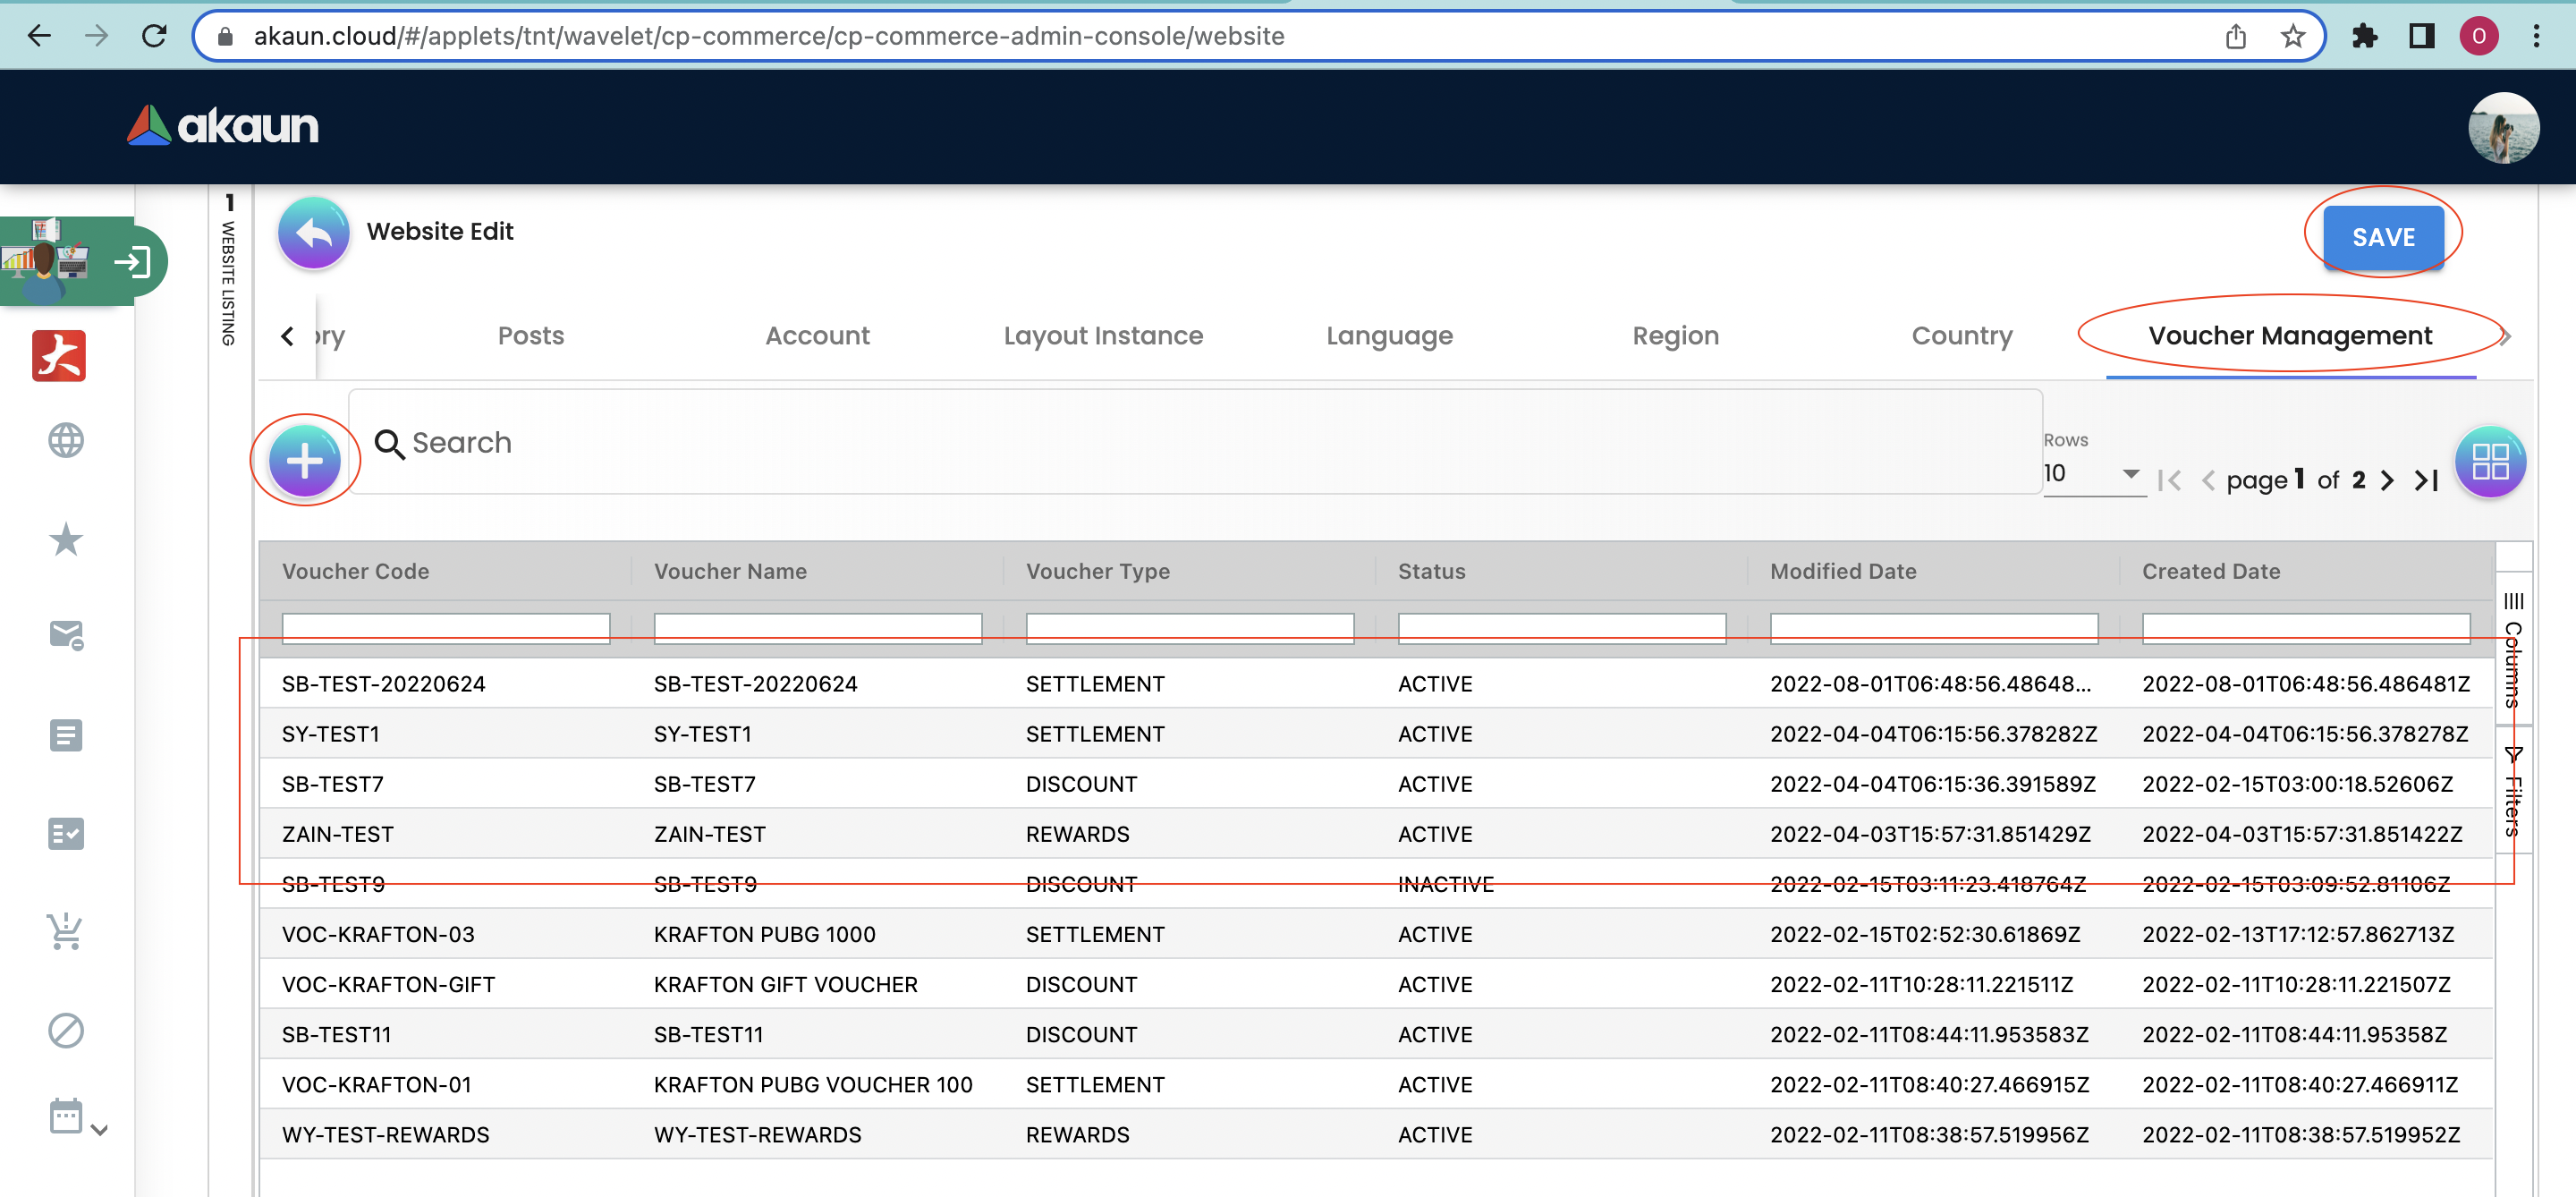 akaun.cloud/#/applets/tnt/wavelet/cp-commerce/cp-commerce-admin-console/website
O
akaun
1
WEBSITE LISTING
Website Edit
SAVE
ory
Posts
Account
Layout Instance
Language
Region
Country
Voucher Management
Search
Rows
10
page 1 of 2
Voucher Code Voucher Name Voucher Type Status Modified Date Created Date
SB-TEST-20220624 SB-TEST-20220624 SETTLEMENT ACTIVE 2022-08-01T06:48:56.48648... 2022-08-01T06:48:56.486481Z
SY-TEST1 SY-TEST1 SETTLEMENT ACTIVE 2022-04-04T06:15:56.378282Z 2022-04-04T06:15:56.378278Z
SB-TEST7 SB-TEST7 DISCOUNT ACTIVE 2022-04-04T06:15:36.391589Z 2022-02-15T03:00:18.52606Z
ZAIN-TEST ZAIN-TEST REWARDS ACTIVE 2022-04-03T15:57:31.851429Z 2022-04-03T15:57:31.851422Z
SB-TEST9 SB-TEST9 DISCOUNT INACTIVE 2022-02-15T03:11:23.418764Z 2022-02-15T03:09:52.81106Z
VOC-KRAFTON-03 KRAFTON PUBG 1000 SETTLEMENT ACTIVE 2022-02-15T02:52:30.61869Z 2022-02-13T17:12:57.862713Z
VOC-KRAFTON-GIFT KRAFTON GIFT VOUCHER DISCOUNT ACTIVE 2022-02-11T10:28:11.221511Z 2022-02-11T10:28:11.221507Z
SB-TEST11 SB-TEST11 DISCOUNT ACTIVE 2022-02-11T08:44:11.953583Z 2022-02-11T08:44:11.95358Z
VOC-KRAFTON-01 KRAFTON PUBG VOUCHER 100 SETTLEMENT ACTIVE 2022-02-11T08:40:27.466915Z 2022-02-11T08:40:27.466911Z
WY-TEST-REWARDS WY-TEST-REWARDS REWARDS ACTIVE 2022-02-11T08:38:57.519956Z 2022-02-11T08:38:57.519952Z
Columns
Filters